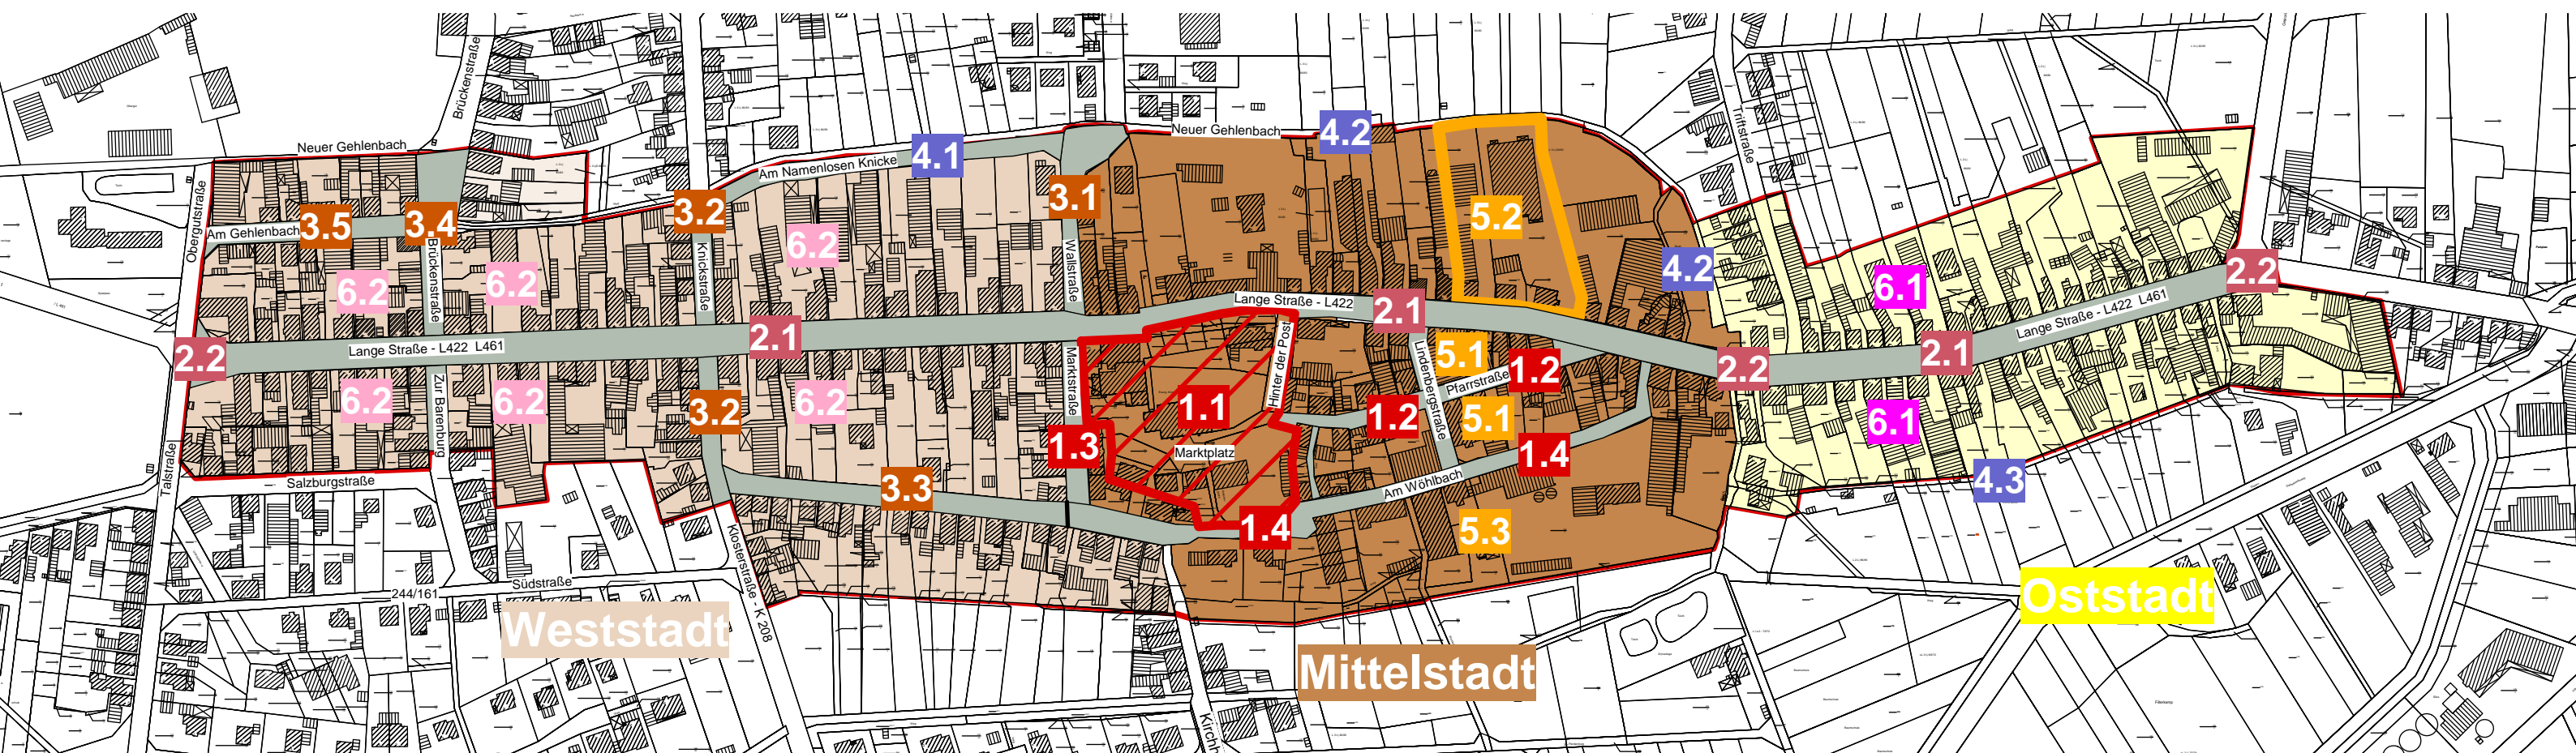 Brückenstraße
Triftstraße
Neuer Gehlenbach
Neuer Gehlenbach
4.2
4.1
Am Namenlosen Knicke
Obergutstraße
3.5
3.4
3.2
3.1
5.2
Am Gehlenbach
Brückenstraße
Knickstraße
Wallstraße
6.2
6.2
6.2
4.2
6.1
2.2
Lange Straße - L422
2.1
Lange Straße - L422 L461
2.2
Lange Straße - L422 L461
2.1
Marktstraße
Hinter der Post
Lindenbergstraße
5.1
Pfarrstraße
1.2
2.2
2.1
6.2
Zur Barenburg
6.2
3.2
6.2
1.1
1.2
5.1
6.1
1.3
Marktplatz
1.4
Talstraße
Salzburgstraße
3.3
Am Wöhlbach
4.3
1.4
5.3
Klosterstraße - K 208
Südstraße
244/161
Weststadt
Oststadt
Mittelstadt